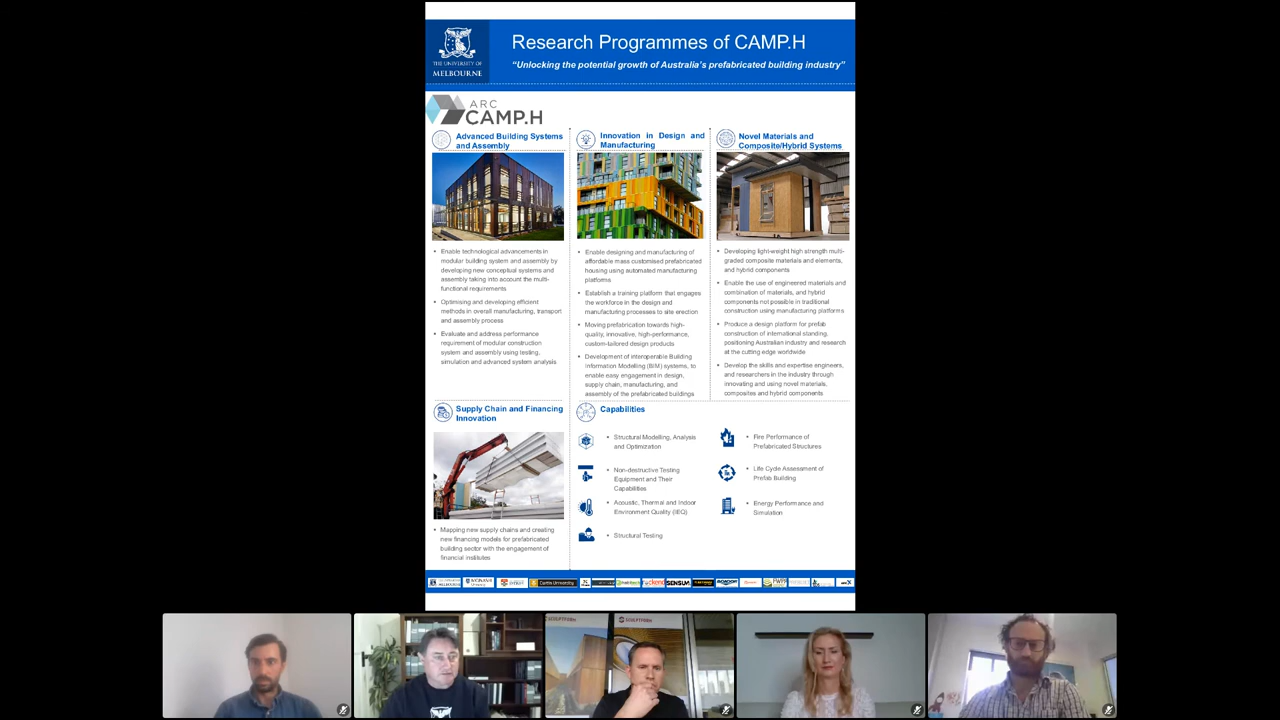 Research Programmes of CAMP.H
"Unlocking the potential growth of Australia's prefabricated building industry"
THE UNIVERSITY OF
MELBOURNE
ARC
CAMP.H
Advanced Building Systems
and Assembly
Enable technological advancements in
modular building system and assembly by
developing new conceptual systems and
assembly taking into account the multi-
functional requirements
Optimising and developing efficient
methods in overall manufacturing, transport
and assembly process
Evaluate and address performance
requirement of modular construction
system and assembly using testing,
simulation and advanced system analysis
Innovation in Design and
Manufacturing
Enable designing and manufacturing of
affordable mass customised prefabricated
housing using automated manufacturing
platforms
Establish a training platform that engages
the workforce in the design and
manufacturing processes to site erection
Moving prefabrication towards high-
quality, innovative, high-performance,
custom-tailored design products
Development of interoperable Building
Information Modelling (BIM) systems, to
enable easy engagement in design,
supply chain, manufacturing, and
assembly of the prefabricated buildings
Novel Materials and
Composite/Hybrid Systems
Developing light-weight high strength multi-
graded composite materials and elements,
and hybrid components
Enable the use of engineered materials and
combination of materials, and hybrid
components not possible in traditional
construction using manufacturing platforms
Produce a design platform for prefab
construction of international standing,
positioning Australian industry and research
at the cutting edge worldwide
Develop the skills and expertise engineers,
and researchers in the industry through
innovating and using novel materials,
composites and hybrid components
Supply Chain and Financing
Innovation
Mapping new supply chains and creating
new financing models for prefabricated
building sector with the engagement of
financial institutes
Capabilities
Structural Modelling, Analysis
and Optimization
Non-destructive Testing
Equipment and Their
Capabilities
Acoustic, Thermal and Indoor
Environment Quality (IEQ)
Structural Testing
Fire Performance of
Prefabricated Structures
Life Cycle Assessment of
Prefab Building
Energy Performance and
Simulation
MELBOURNE
MONASH
SYDNEY
Curtin University
SENSUM
SCULPTFORM
SCULPTFORM